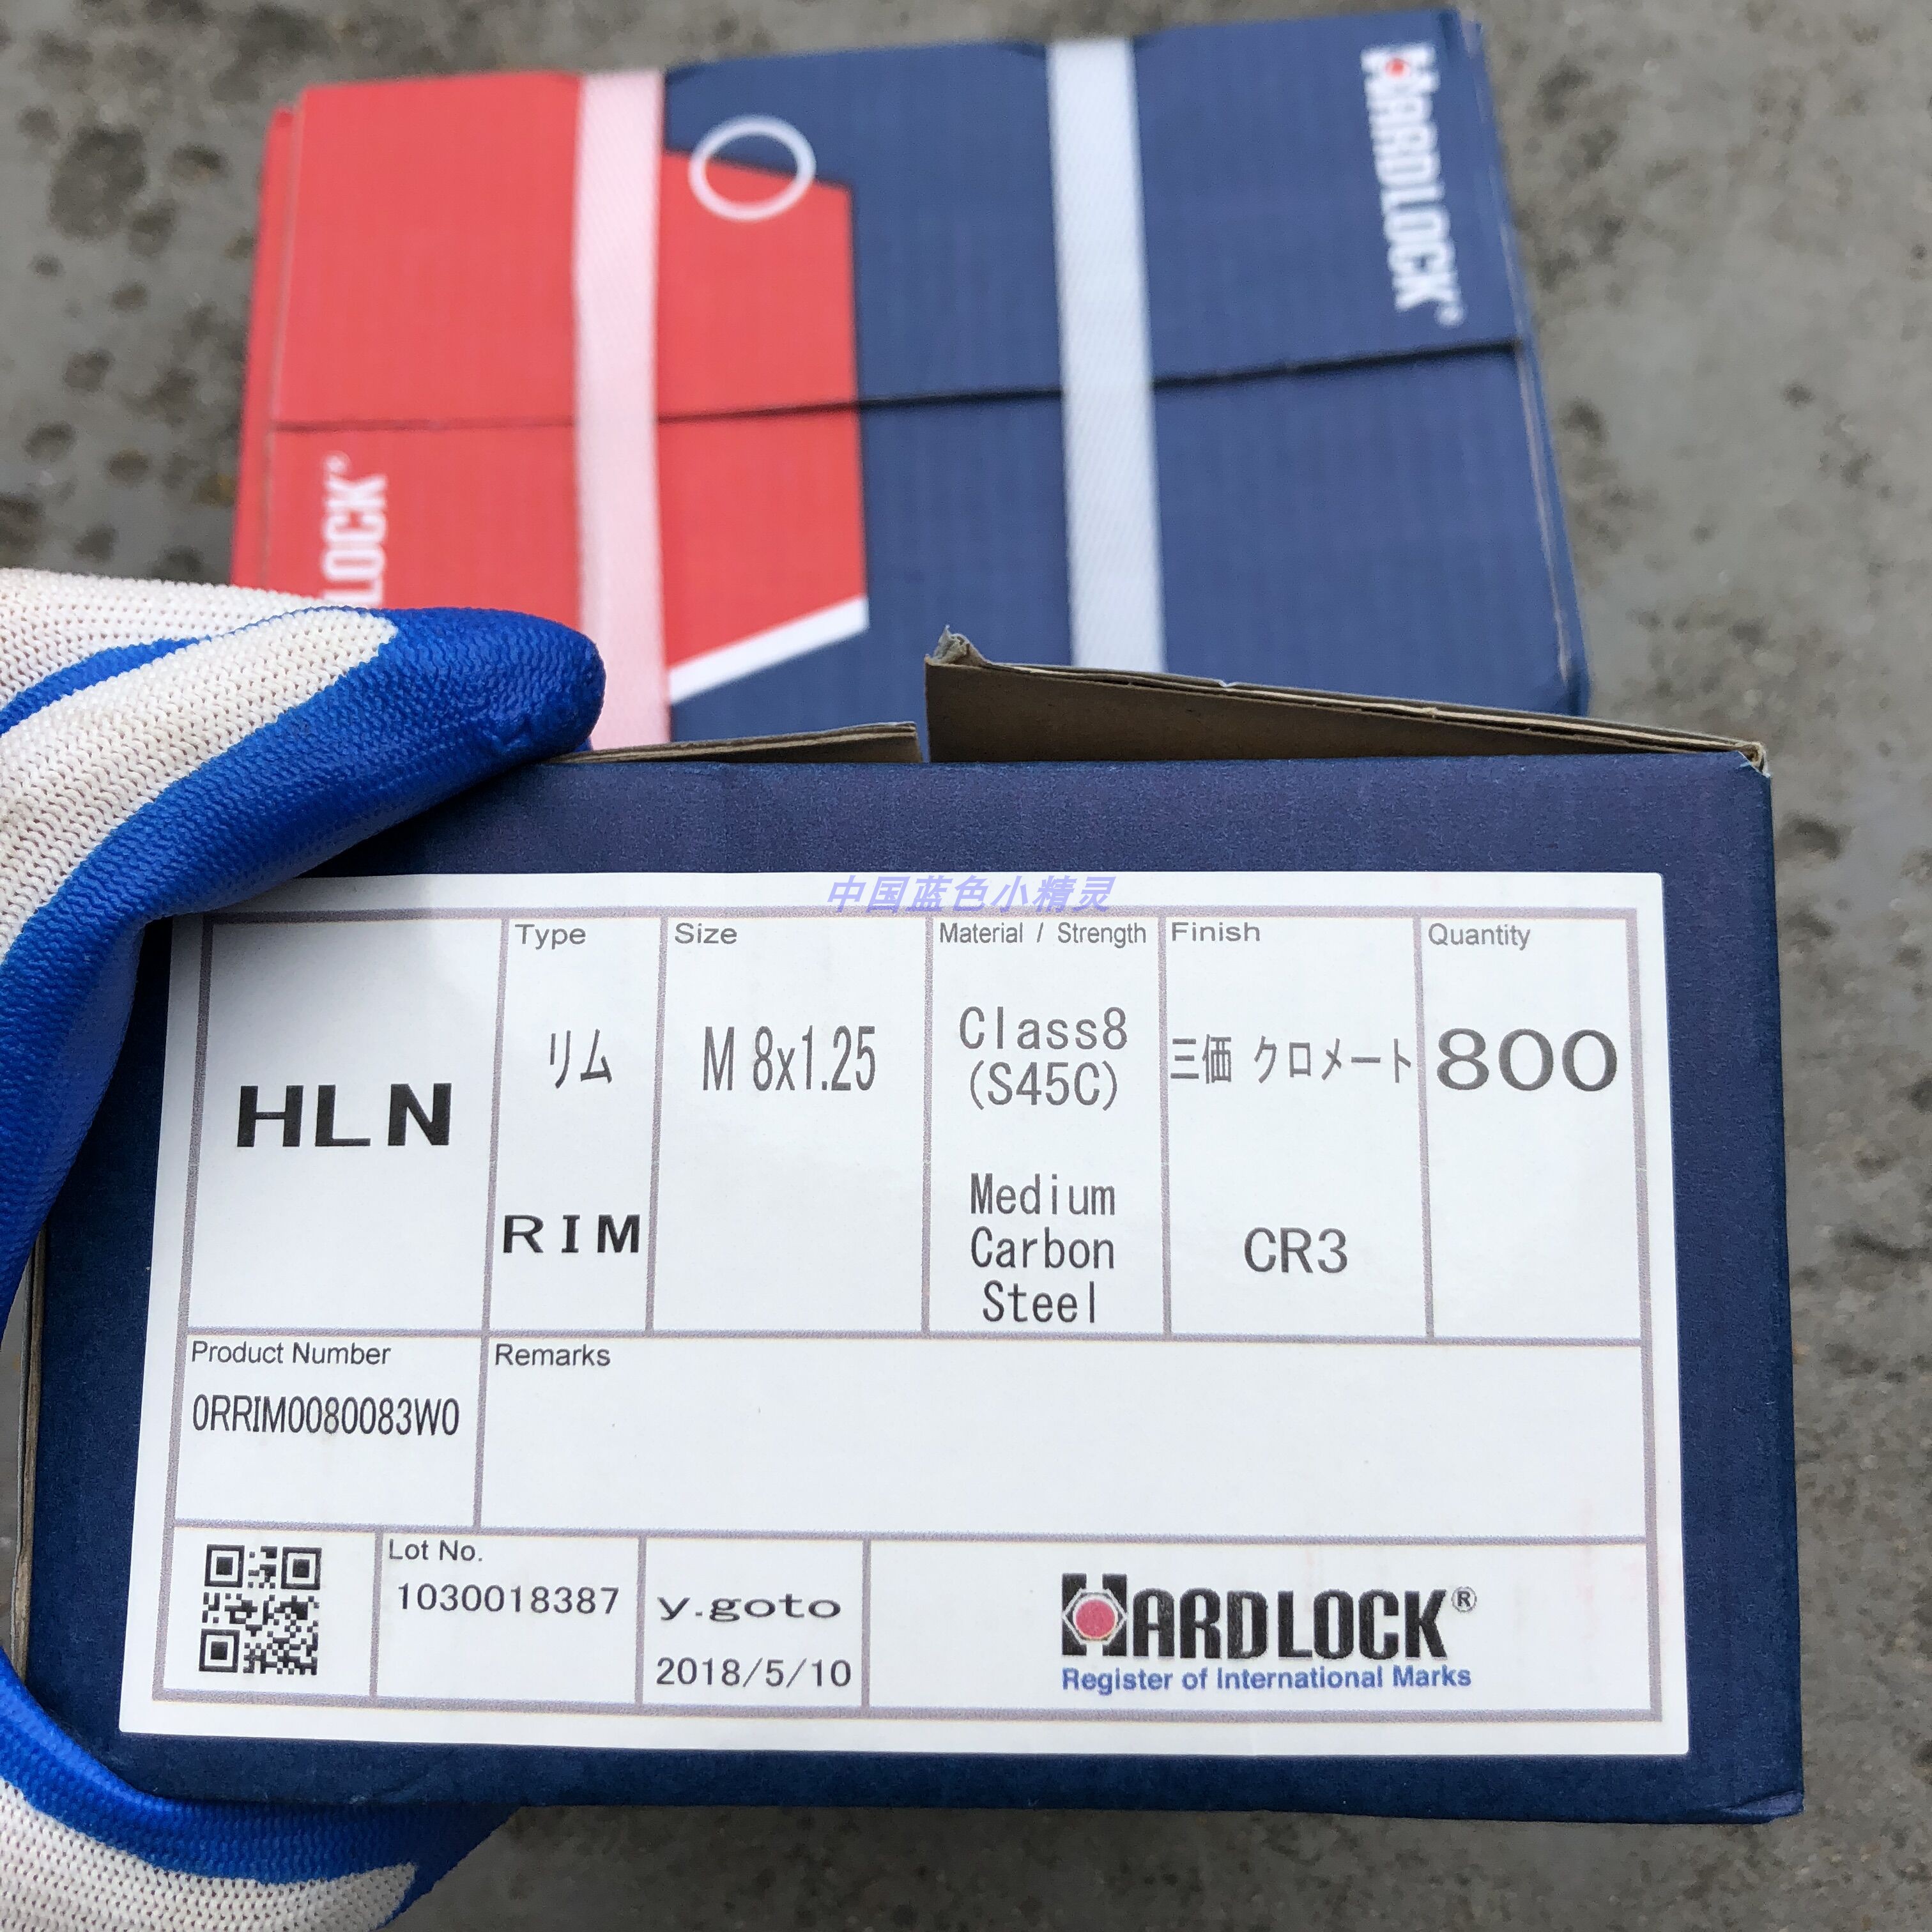 HARDLOCK®
LOCK®
中国蓝色小精灵
HLN
Type
リム
RIM
Size
M 8x1.25
Material / Strength
Class8
(S45C)
Medium
Carbon
Steel
Finish
三価 クロメート
CR3
Quantity
800
Product Number
0RRIM0080083W0
Remarks
Lot No.
1030018387
y.goto
2018/5/10
HARDLOCK®
Register of International Marks